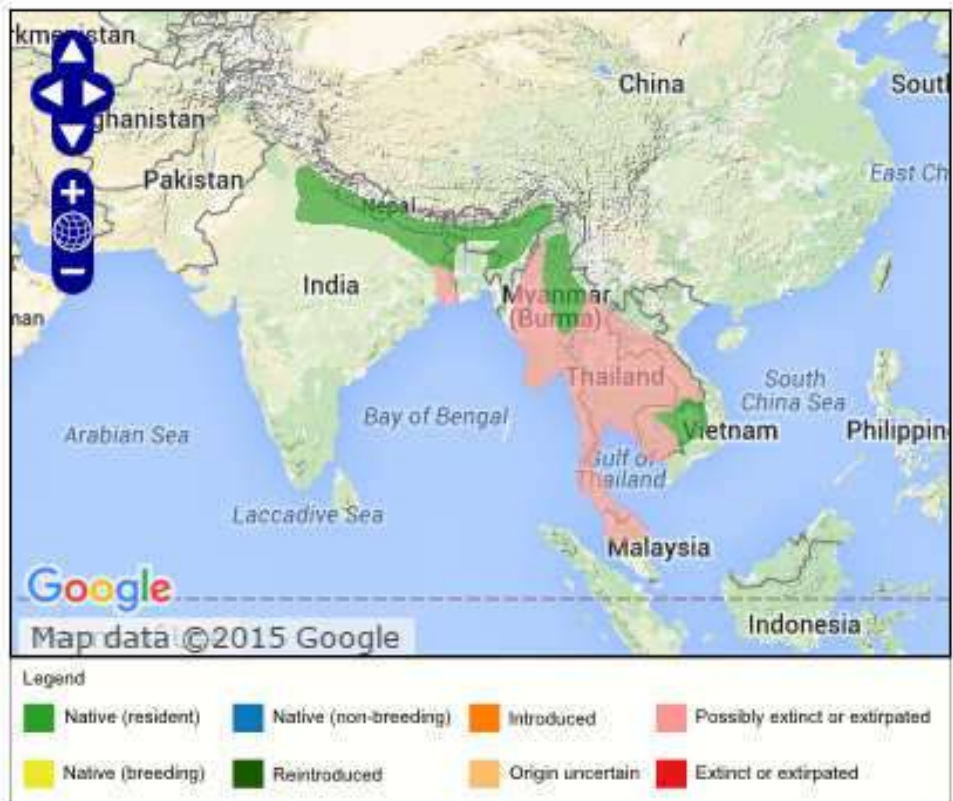 rkmenistan
ghanistan
Pakistan
China
South
East Ch
Nepal
India
Myanmar
(Burma)
man
Thailand
South
China Sea
Bay of Bengal
Arabian Sea
Vietnam
Philippin
Gulf of
Thailand
Laccadive Sea
Malaysia
Google
Indonesia
Map data ©2015 Google
Legend
Native (resident) Native (non-breeding) Introduced Possibly extinct or extirpated
Native (breeding) Reintroduced Origin uncertain Extinct or extirpated